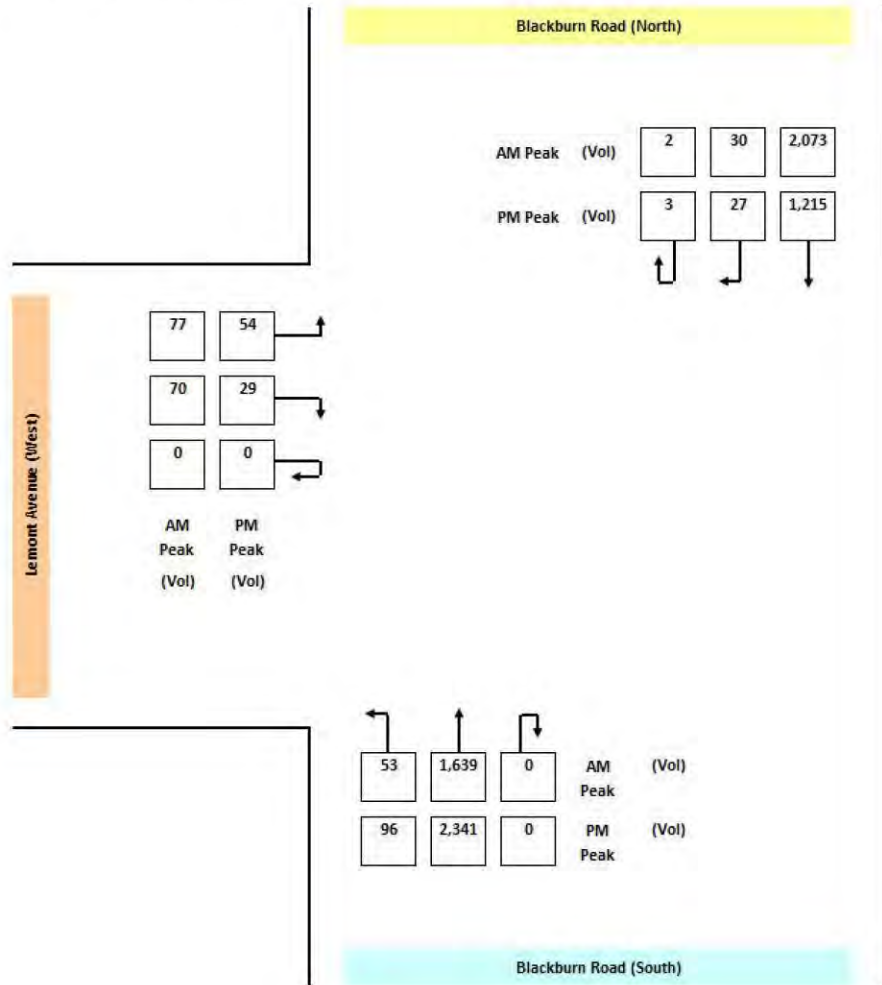 Blackburn Road (North)
AM Peak (Vol) 2 30 2,073
PM Peak (Vol) 3 27 1,215
77 54
70 29
0 0
AM PM
Peak Peak
(Vol) (Vol)
Lemont Avenue (West)
53 1,639 0 AM (Vol)
Peak
96 2,341 0 PM (Vol)
Peak
Blackburn Road (South)